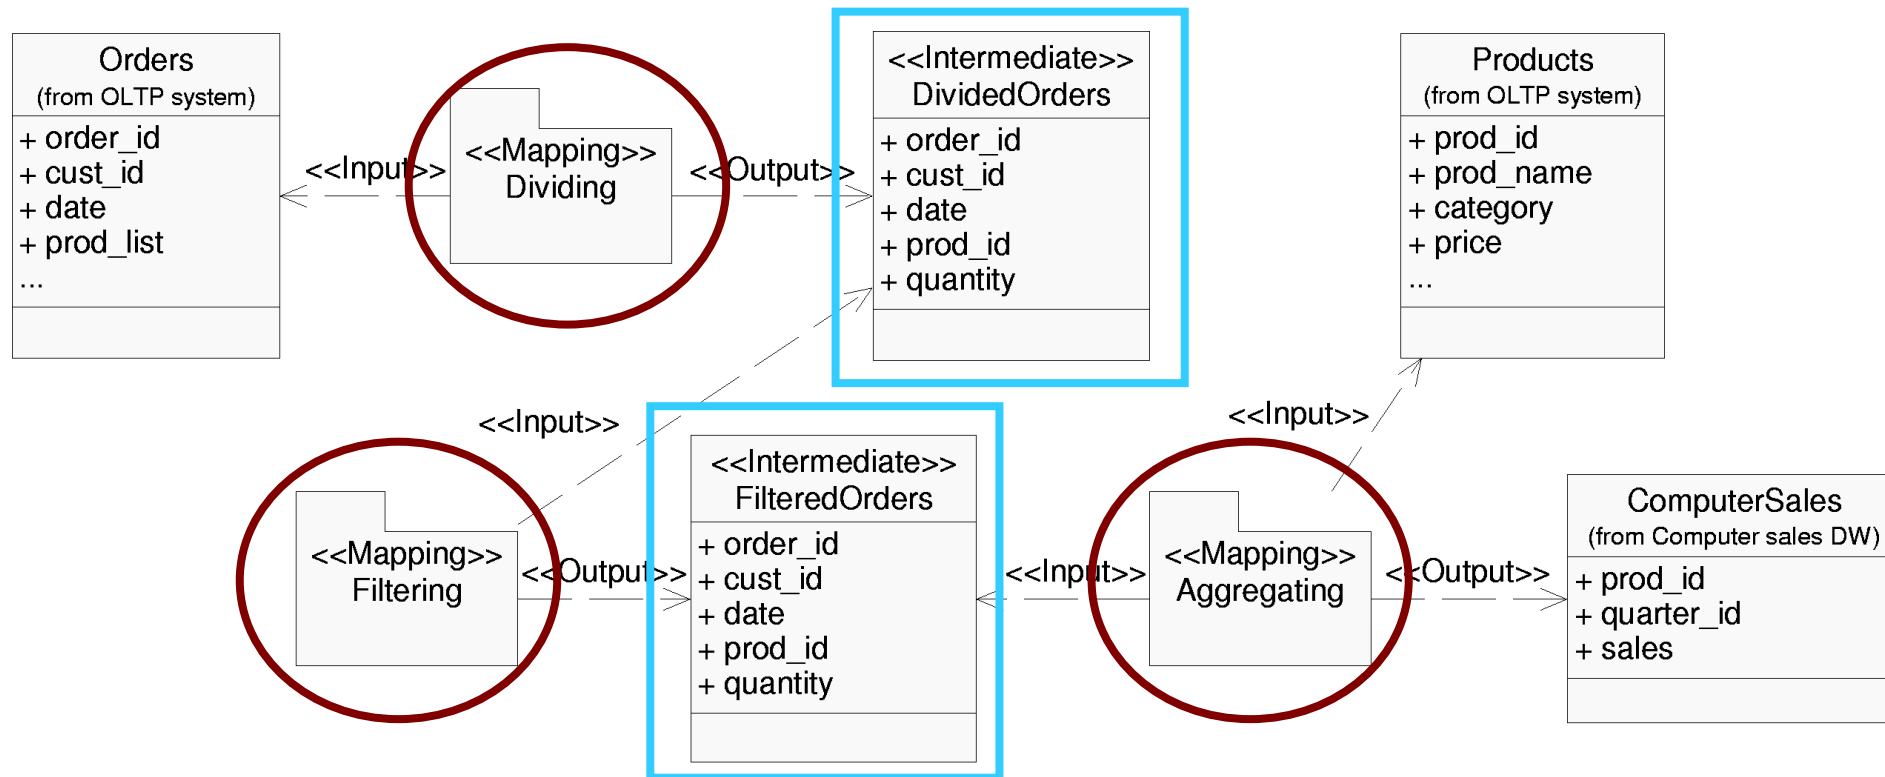 Orders
(from OLTP system)
+ order_id
+ cust_id
+ date
+ prod_list
...
<<Input>>
<<Mapping>>
Dividing
<<Output>>
<<Intermediate>>
DividedOrders
+ order_id
+ cust_id
+ date
+ prod_id
+ quantity
Products
(from OLTP system)
+ prod_id
+ prod_name
+ category
+ price
...
<<Input>>
<<Input>>
<<Mapping>>
Filtering
<<Output>>
<<Intermediate>>
FilteredOrders
+ order_id
+ cust_id
+ date
+ prod_id
+ quantity
<<Input>>
<<Mapping>>
Aggregating
<<Output>>
ComputerSales
(from Computer sales DW)
+ prod_id
+ quarter_id
+ sales